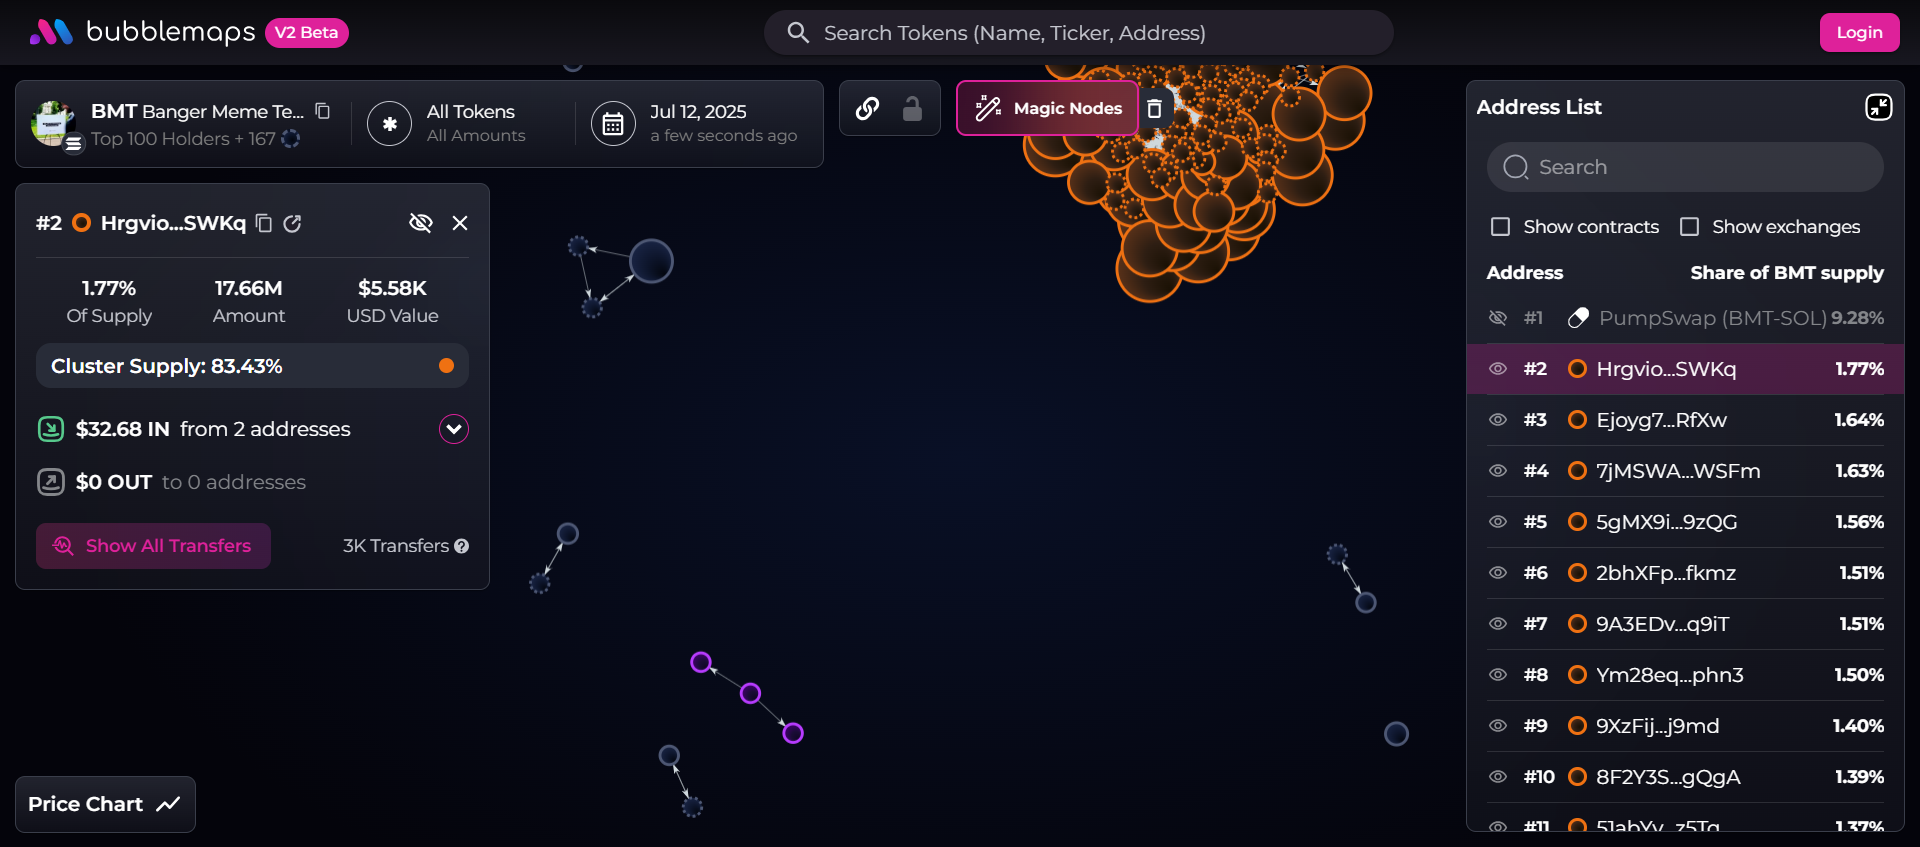 bubblemaps V2 Beta
Search Tokens (Name, Ticker, Address)
Login
BMT Banger Meme Te...
Top 100 Holders + 167
All Tokens
All Amounts
Jul 12, 2025
a few seconds ago
Magic Nodes
#2 Hrgvio...SWKq
1.77% 17.66M $5.58K
Of Supply Amount USD Value
Cluster Supply: 83.43%
$32.68 IN from 2 addresses
$0 OUT to 0 addresses
Show All Transfers 3K Transfers ?
Price Chart
Address List
Search
Show contracts Show exchanges
Address Share of BMT supply
#1 PumpSwap (BMT-SOL) 9.28%
#2 Hrgvio...SWKq 1.77%
#3 Ejoyg7...RfXw 1.64%
#4 7jMSWA...WSFm 1.63%
#5 5gMX9i...9zQG 1.56%
#6 2bhXFp...fkmz 1.51%
#7 9A3EDv...q9iT 1.51%
#8 Ym28eq...phn3 1.50%
#9 9XzFij...j9md 1.40%
#10 8F2Y3S...gQgA 1.39%
#11 1.37%